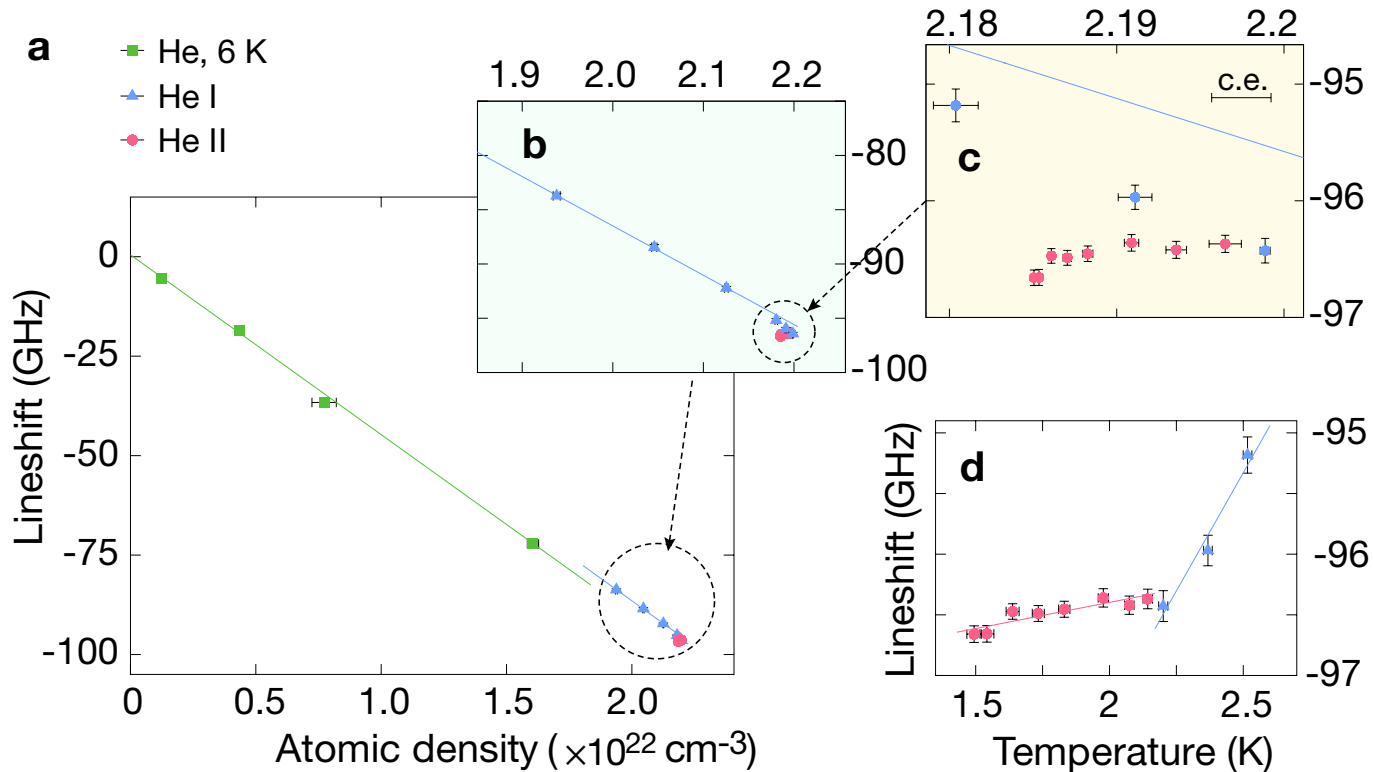 a
He, 6 K
He I
He II
1.9 2.0 2.1 2.2
b
-80
-90
-100
2.18 2.19 2.2
c.e.
c
-95
-96
-97
Lineshift (GHz)
0
-25
-50
-75
-100
0 0.5 1.0 1.5 2.0
Atomic density (×10²² cm⁻³)
Lineshift (GHz)
d
-95
-96
-97
1.5 2 2.5
Temperature (K)